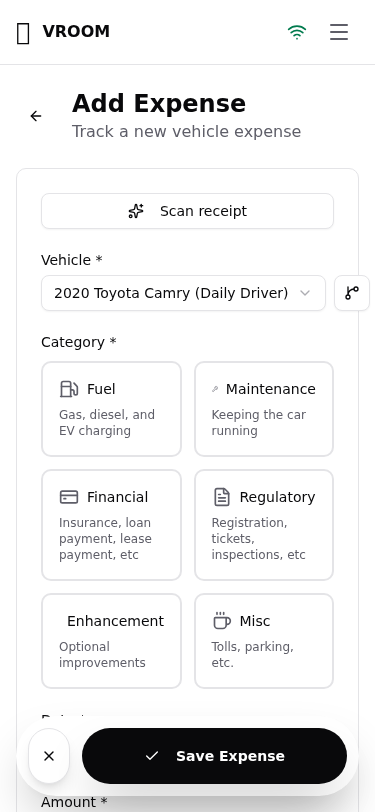 VROOM
Add Expense
Track a new vehicle expense
Scan receipt
Vehicle *
2020 Toyota Camry (Daily Driver)
Category *
Fuel
Gas, diesel, and
EV charging
Maintenance
Keeping the car
running
Financial
Insurance, loan
payment, lease
payment, etc
Regulatory
Registration,
tickets,
inspections, etc
Enhancement
Optional
improvements
Misc
Tolls, parking,
etc.
Save Expense
Amount *